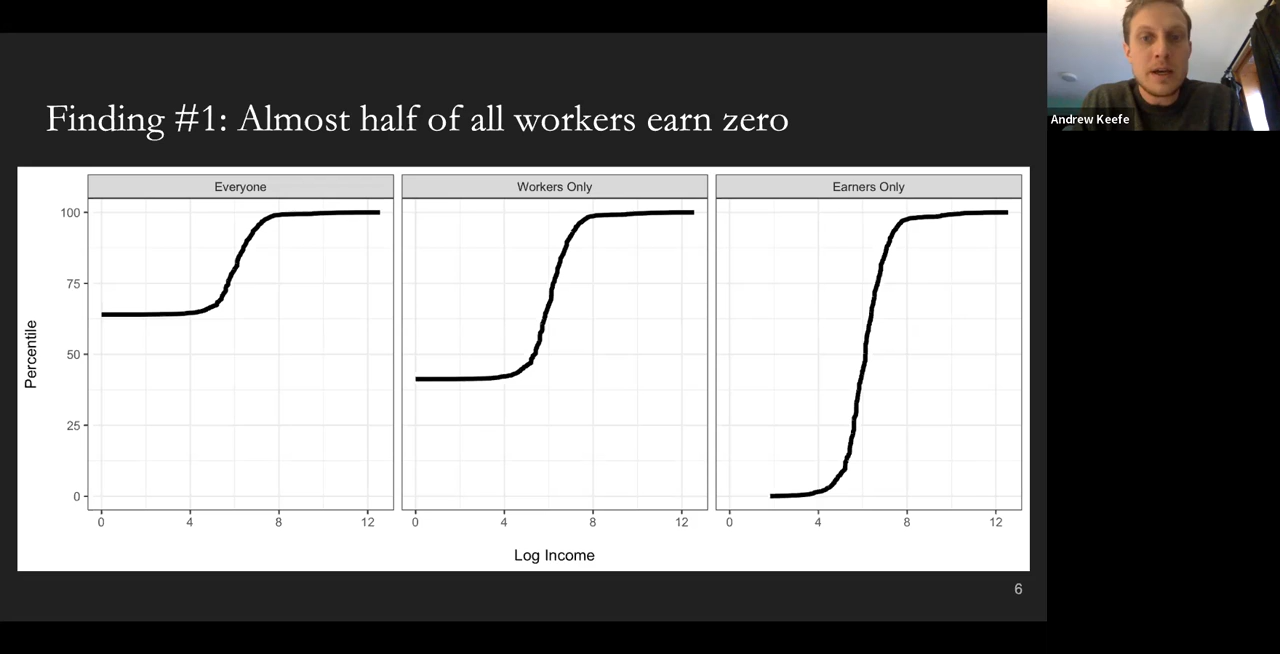 Finding #1: Almost half of all workers earn zero
Andrew Keefe
Everyone
Workers Only
Earners Only
Percentile
100
75
50
25
0
0 4 8 12
0 4 8 12
0 4 8 12
Log Income
6